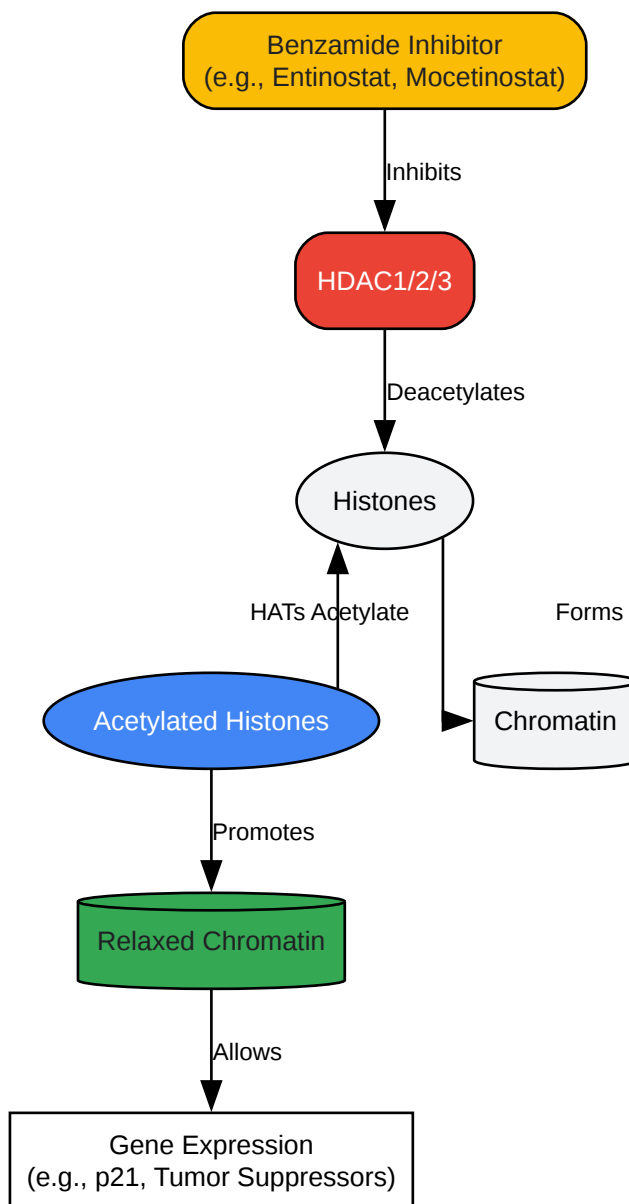 Benzamide Inhibitor
(e.g., Entinostat, Mocetinostat)
Inhibits
HDAC1/2/3
Deacetylates
Histones
HATs Acetylate
Forms
Acetylated Histones
Chromatin
Promotes
Relaxed Chromatin
Allows
Gene Expression
(e.g., p21, Tumor Suppressors)